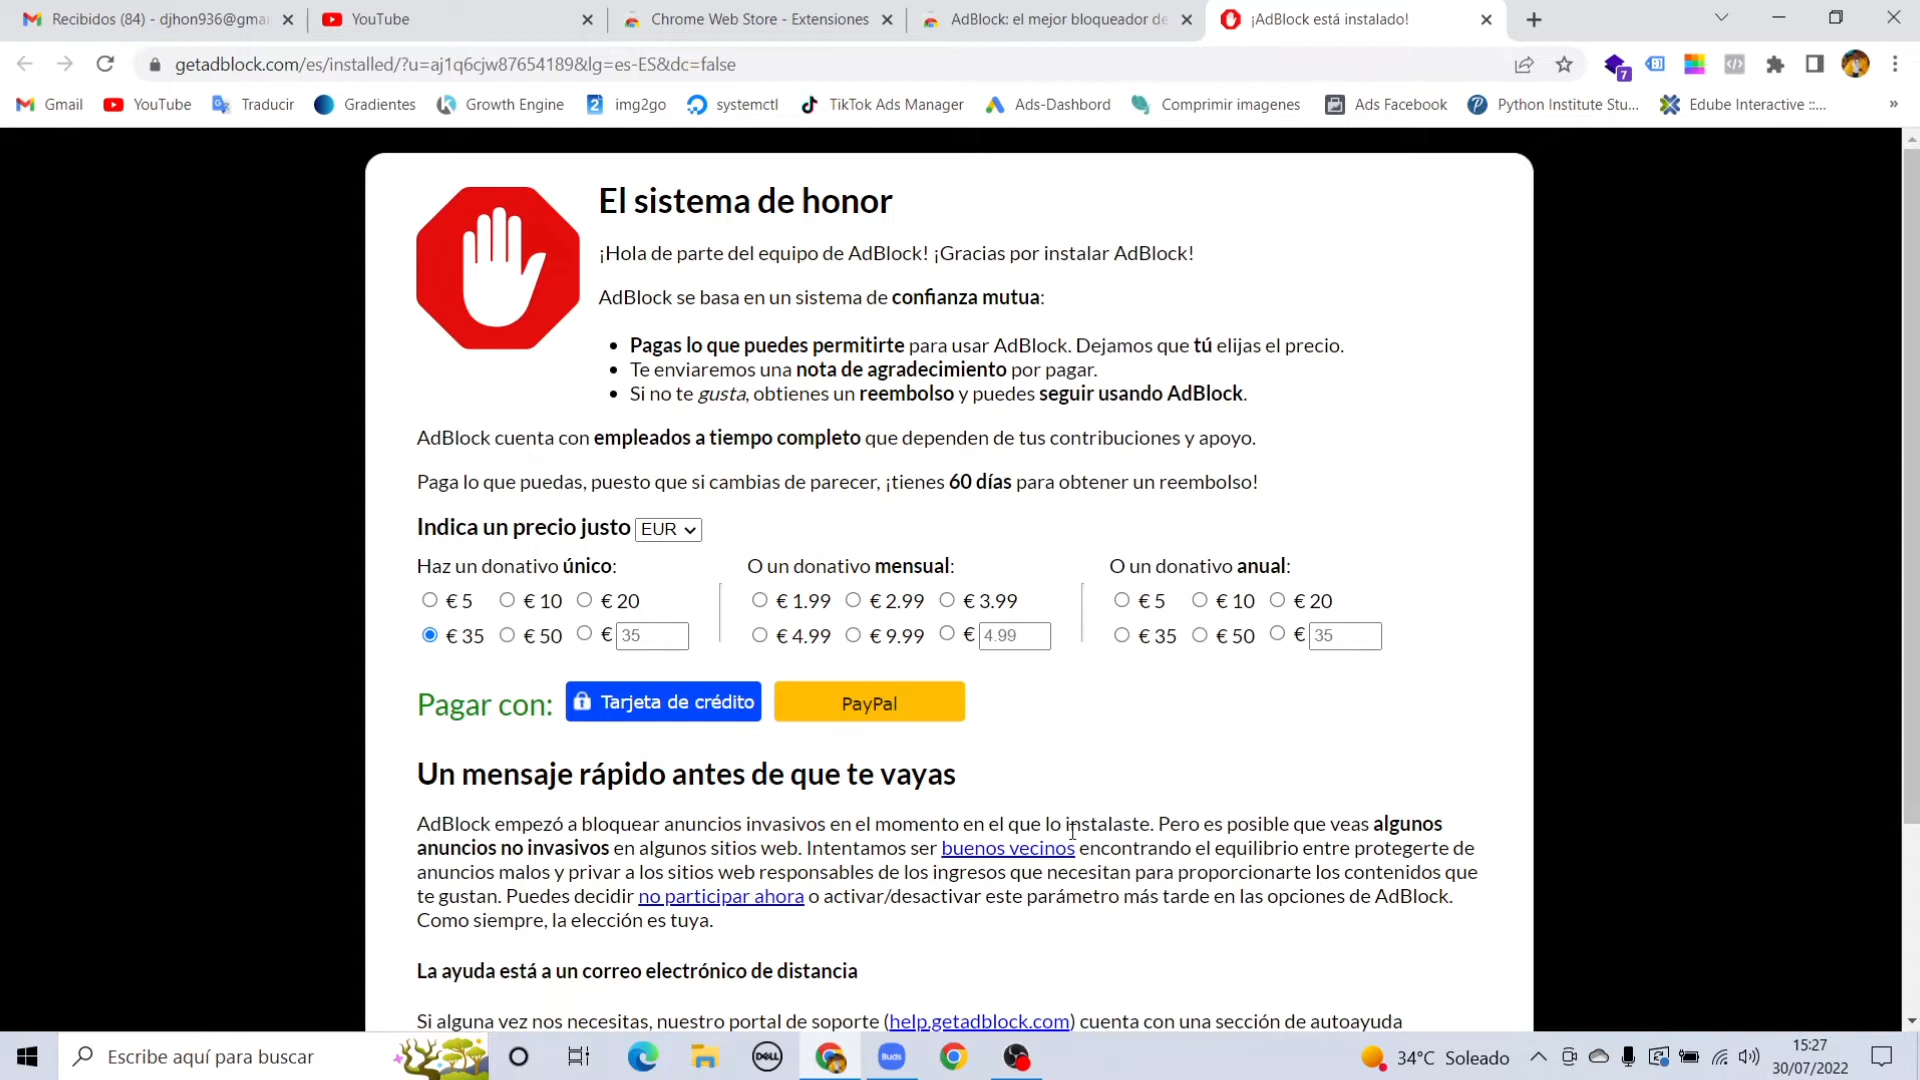 Recibidos (84) - djhon936@gmai
YouTube
Chrome Web Store - Extensiones
AdBlock: el mejor bloqueador de
¡AdBlock está instalado!
getadblock.com/es/installed/?u=aj1q6cjw87654189&lg=es-ES&dc=false
7
Gmail
YouTube
Traducir
Gradientes
Growth Engine
2 img2go
systemctl
TikTok Ads Manager
Ads-Dashbord
Comprimir imagenes
Ads Facebook
Python Institute Stu...
Edube Interactive ::...
»
El sistema de honor
¡Hola de parte del equipo de AdBlock! ¡Gracias por instalar AdBlock!
AdBlock se basa en un sistema de confianza mutua:
• Pagas lo que puedes permitirte para usar AdBlock. Dejamos que tú elijas el precio.
• Te enviaremos una nota de agradecimiento por pagar.
• Si no te gusta, obtienes un reembolso y puedes seguir usando AdBlock.
AdBlock cuenta con empleados a tiempo completo que dependen de tus contribuciones y apoyo.
Paga lo que puedas, puesto que si cambias de parecer, ¡tienes 60 días para obtener un reembolso!
Indica un precio justo EUR
Haz un donativo único: O un donativo mensual: O un donativo anual:
€ 5 € 10 € 20 € 1.99 € 2.99 € 3.99 € 5 € 10 € 20
€ 35 € 50 € 35 € 4.99 € 9.99 € 4.99 € 35 € 50 € 35
Pagar con: Tarjeta de crédito PayPal
Un mensaje rápido antes de que te vayas
AdBlock empezó a bloquear anuncios invasivos en el momento en el que lo instalaste. Pero es posible que veas algunos
anuncios no invasivos en algunos sitios web. Intentamos ser buenos vecinos encontrando el equilibrio entre protegerte de
anuncios malos y privar a los sitios web responsables de los ingresos que necesitan para proporcionarte los contenidos que
te gustan. Puedes decidir no participar ahora o activar/desactivar este parámetro más tarde en las opciones de AdBlock.
Como siempre, la elección es tuya.
La ayuda está a un correo electrónico de distancia
Si alguna vez nos necesitas, nuestro portal de soporte (help.getadblock.com) cuenta con una sección de autoayuda
Escribe aquí para buscar
DELL
Buds
34°C Soleado
15:27
30/07/2022